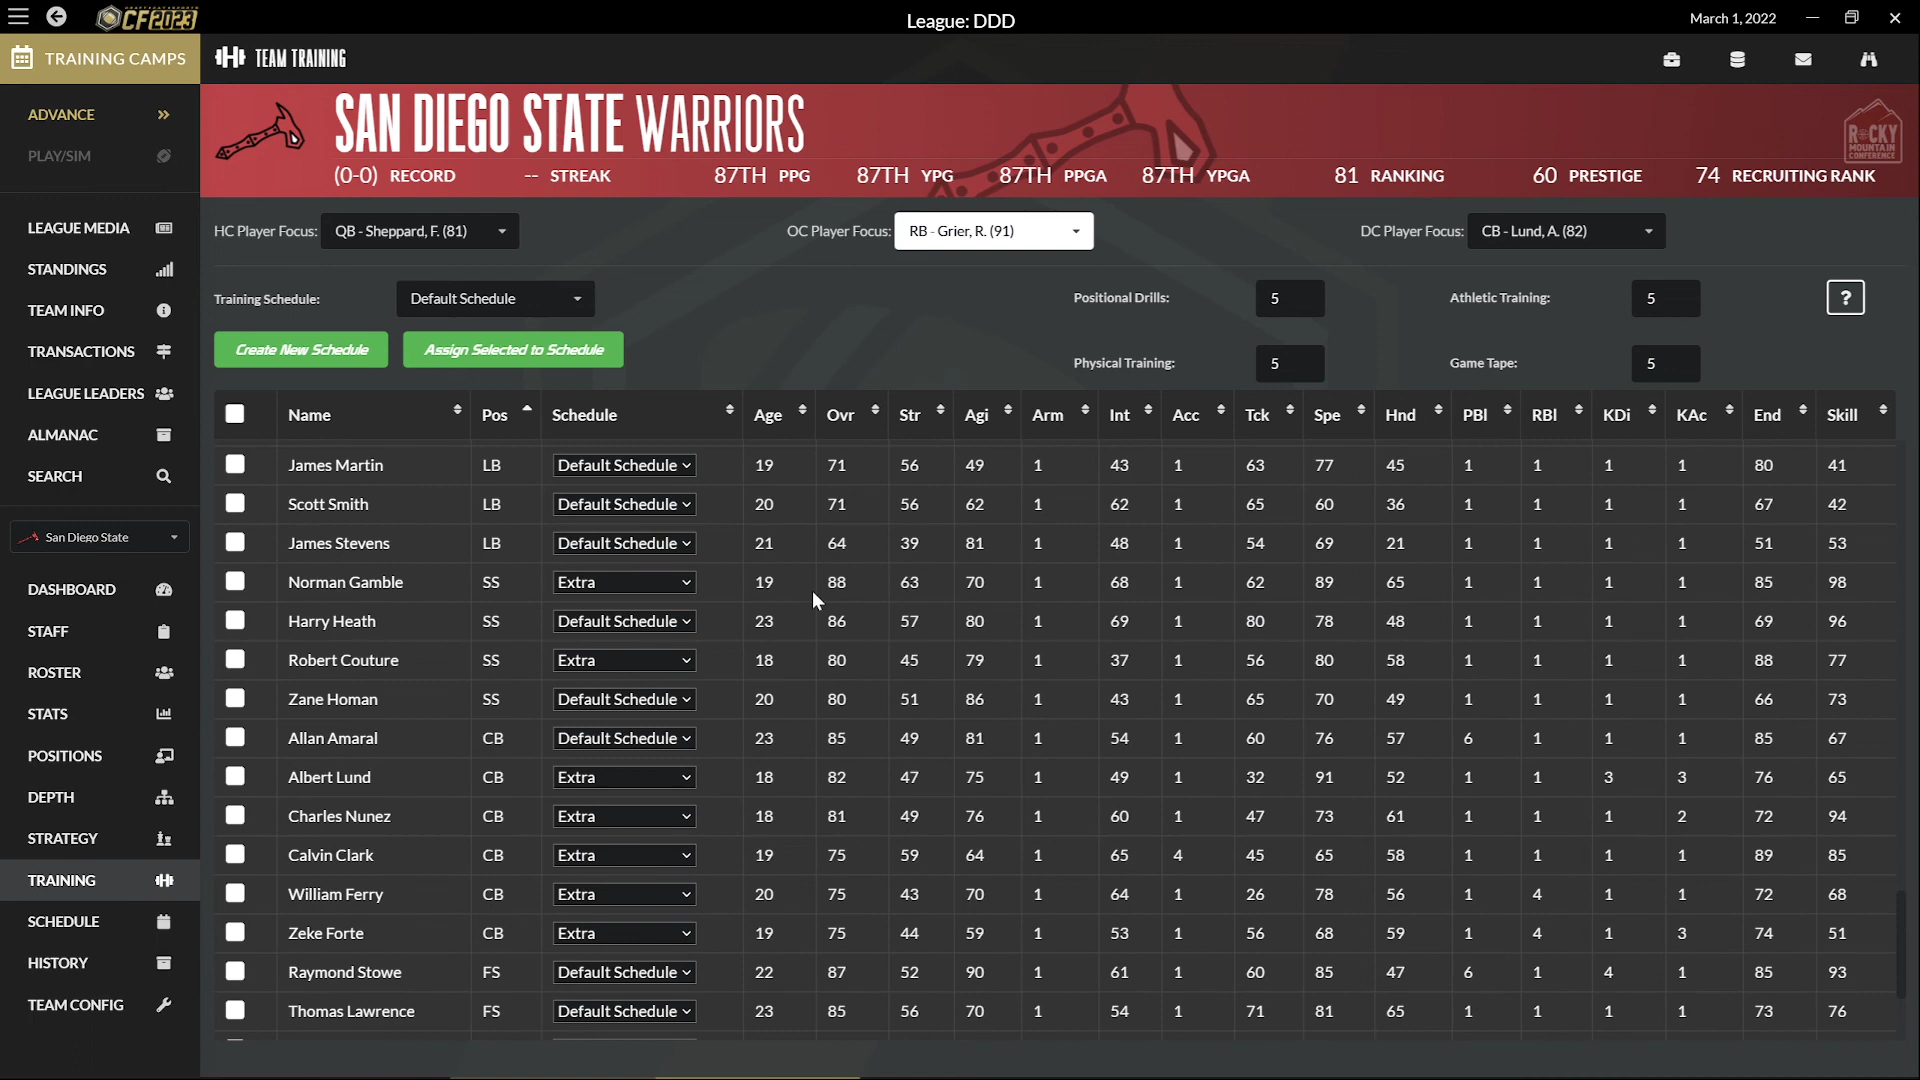 CF2023
League: DDD
March 1, 2022
TRAINING CAMPS
TEAM TRAINING
ADVANCE
PLAY/SIM
SAN DIEGO STATE WARRIORS
ROCKY MOUNTAIN CONFERENCE
(0-0) RECORD -- STREAK 87TH PPG 87TH YPG 87TH PPGA 87TH YPGA 81 RANKING 60 PRESTIGE 74 RECRUITING RANK
LEAGUE MEDIA
STANDINGS
TEAM INFO
TRANSACTIONS
LEAGUE LEADERS
ALMANAC
SEARCH
San Diego State
DASHBOARD
STAFF
ROSTER
STATS
POSITIONS
DEPTH
STRATEGY
TRAINING
SCHEDULE
HISTORY
TEAM CONFIG
HC Player Focus: QB - Sheppard, F. (81) OC Player Focus: RB - Grier, R. (91) DC Player Focus: CB - Lund, A. (82)
Training Schedule: Default Schedule Positional Drills: 5 Athletic Training: 5 ?
Create New Schedule Assign Selected to Schedule
Physical Training: 5 Game Tape: 5
Name Pos Schedule Age Ovr Str Agi Arm Int Acc Tck Spe Hnd PBl RBl KDi KAc End Skill
James Martin LB Default Schedule 19 71 56 49 1 43 1 63 77 45 1 1 1 1 80 41
Scott Smith LB Default Schedule 20 71 56 62 1 62 1 65 60 36 1 1 1 1 67 42
James Stevens LB Default Schedule 21 64 39 81 1 48 1 54 69 21 1 1 1 1 51 53
Norman Gamble SS Extra 19 88 63 70 1 68 1 62 89 65 1 1 1 1 85 98
Harry Heath SS Default Schedule 23 86 57 80 1 69 1 80 78 48 1 1 1 1 69 96
Robert Couture SS Extra 18 80 45 79 1 37 1 56 80 58 1 1 1 1 88 77
Zane Homan SS Default Schedule 20 80 51 86 1 43 1 65 70 49 1 1 1 1 66 73
Allan Amaral CB Default Schedule 23 85 49 81 1 54 1 60 76 57 6 1 1 1 85 67
Albert Lund CB Extra 18 82 47 75 1 49 1 32 91 52 1 1 3 3 76 65
Charles Nunez CB Extra 18 81 49 76 1 60 1 47 73 61 1 1 1 2 72 94
Calvin Clark CB Extra 19 75 59 64 1 65 4 45 65 58 1 1 1 1 89 85
William Ferry CB Extra 20 75 43 70 1 64 1 26 78 56 1 4 1 1 72 68
Zeke Forte CB Extra 19 75 44 59 1 53 1 56 68 59 1 4 1 3 74 51
Raymond Stowe FS Default Schedule 22 87 52 90 1 61 1 60 85 47 6 1 4 1 85 93
Thomas Lawrence FS Default Schedule 23 85 56 70 1 54 1 71 81 65 1 1 1 1 73 76